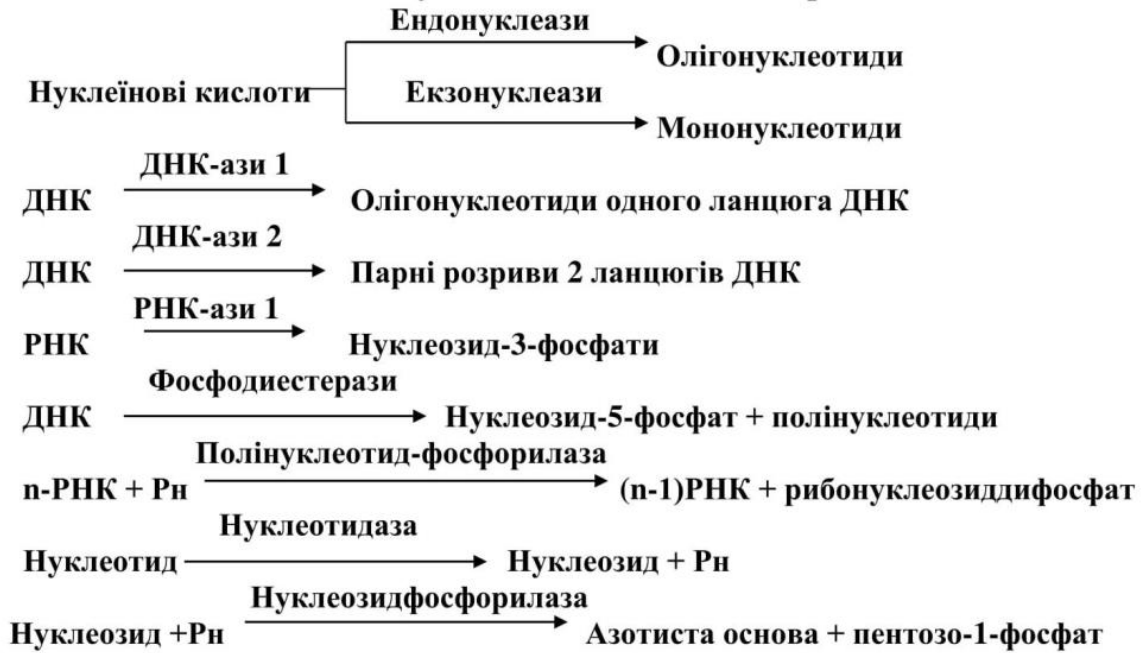 Ендонуклеази
Олігонуклеотиди
Нуклеїнові кислоти
Екзонуклеази
Мононуклеотиди
ДНК-ази 1
ДНК Олігонуклеотиди одного ланцюга ДНК
ДНК-ази 2
ДНК Парні розриви 2 ланцюгів ДНК
РНК-ази 1
РНК Нуклеозид-3-фосфати
Фосфодиестерази
ДНК Нуклеозид-5-фосфат + полінуклеотиди
Полінуклеотид-фосфорилаза
n-РНК + Рн (n-1)РНК + рибонуклеозиддифосфат
Нуклеотидаза
Нуклеотид Нуклеозид + Рн
Нуклеозидфосфорилаза
Нуклеозид +Рн Азотиста основа + пентозо-1-фосфат